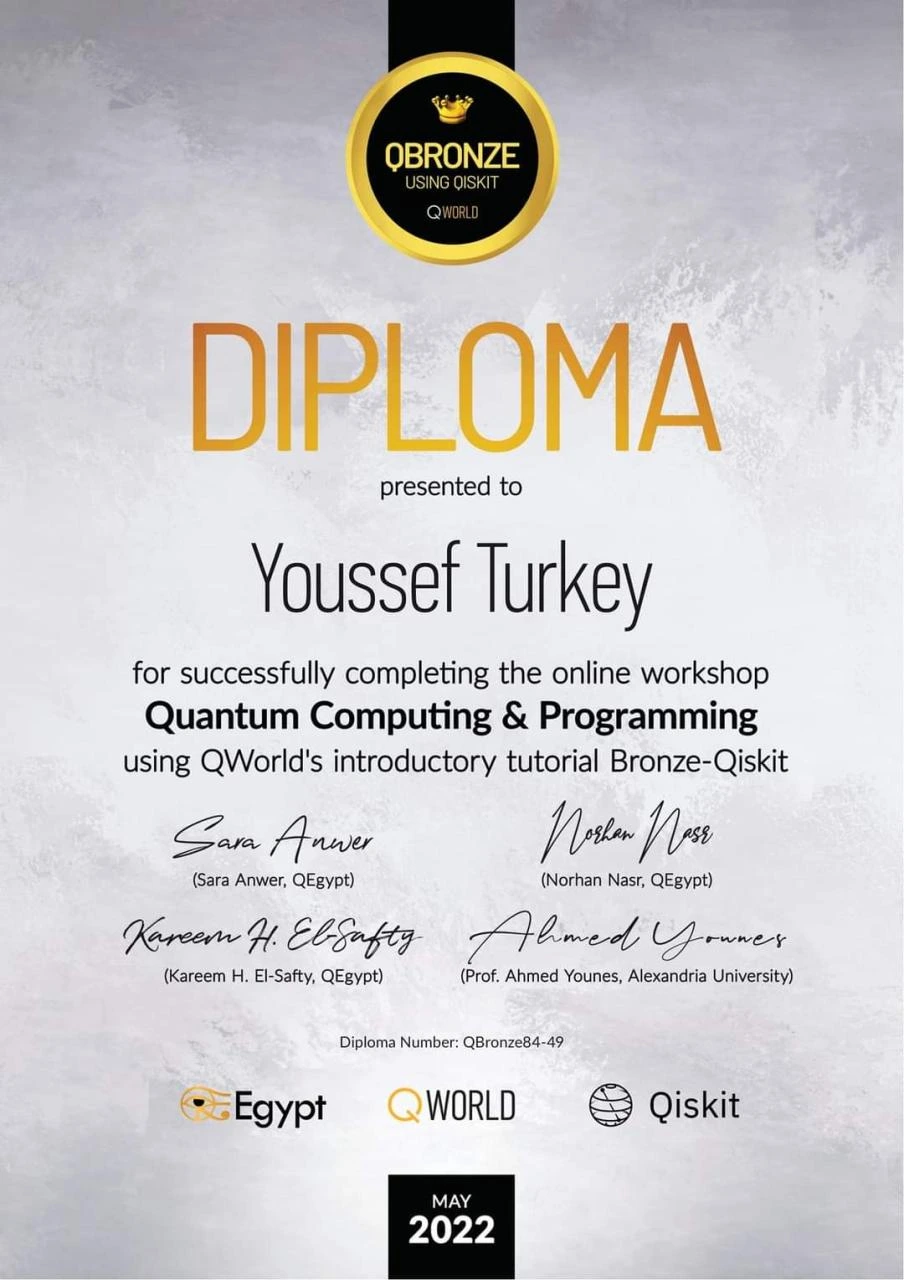 QBRONZE
USING QISKIT
QWORLD
DIPLOMA
presented to
Youssef Turkey
for successfully completing the online workshop
Quantum Computing & Programming
using QWorld's introductory tutorial Bronze-Qiskit
Sara Anwer
Norhan Nasr
(Sara Anwer, QEgypt)
(Norhan Nasr, QEgypt)
Kareem H. El-Safty
Ahmed Younes
(Kareem H. El-Safty, QEgypt)
(Prof. Ahmed Younes, Alexandria University)
Diploma Number: QBronze84-49
Egypt
QWORLD
Qiskit
MAY
2022